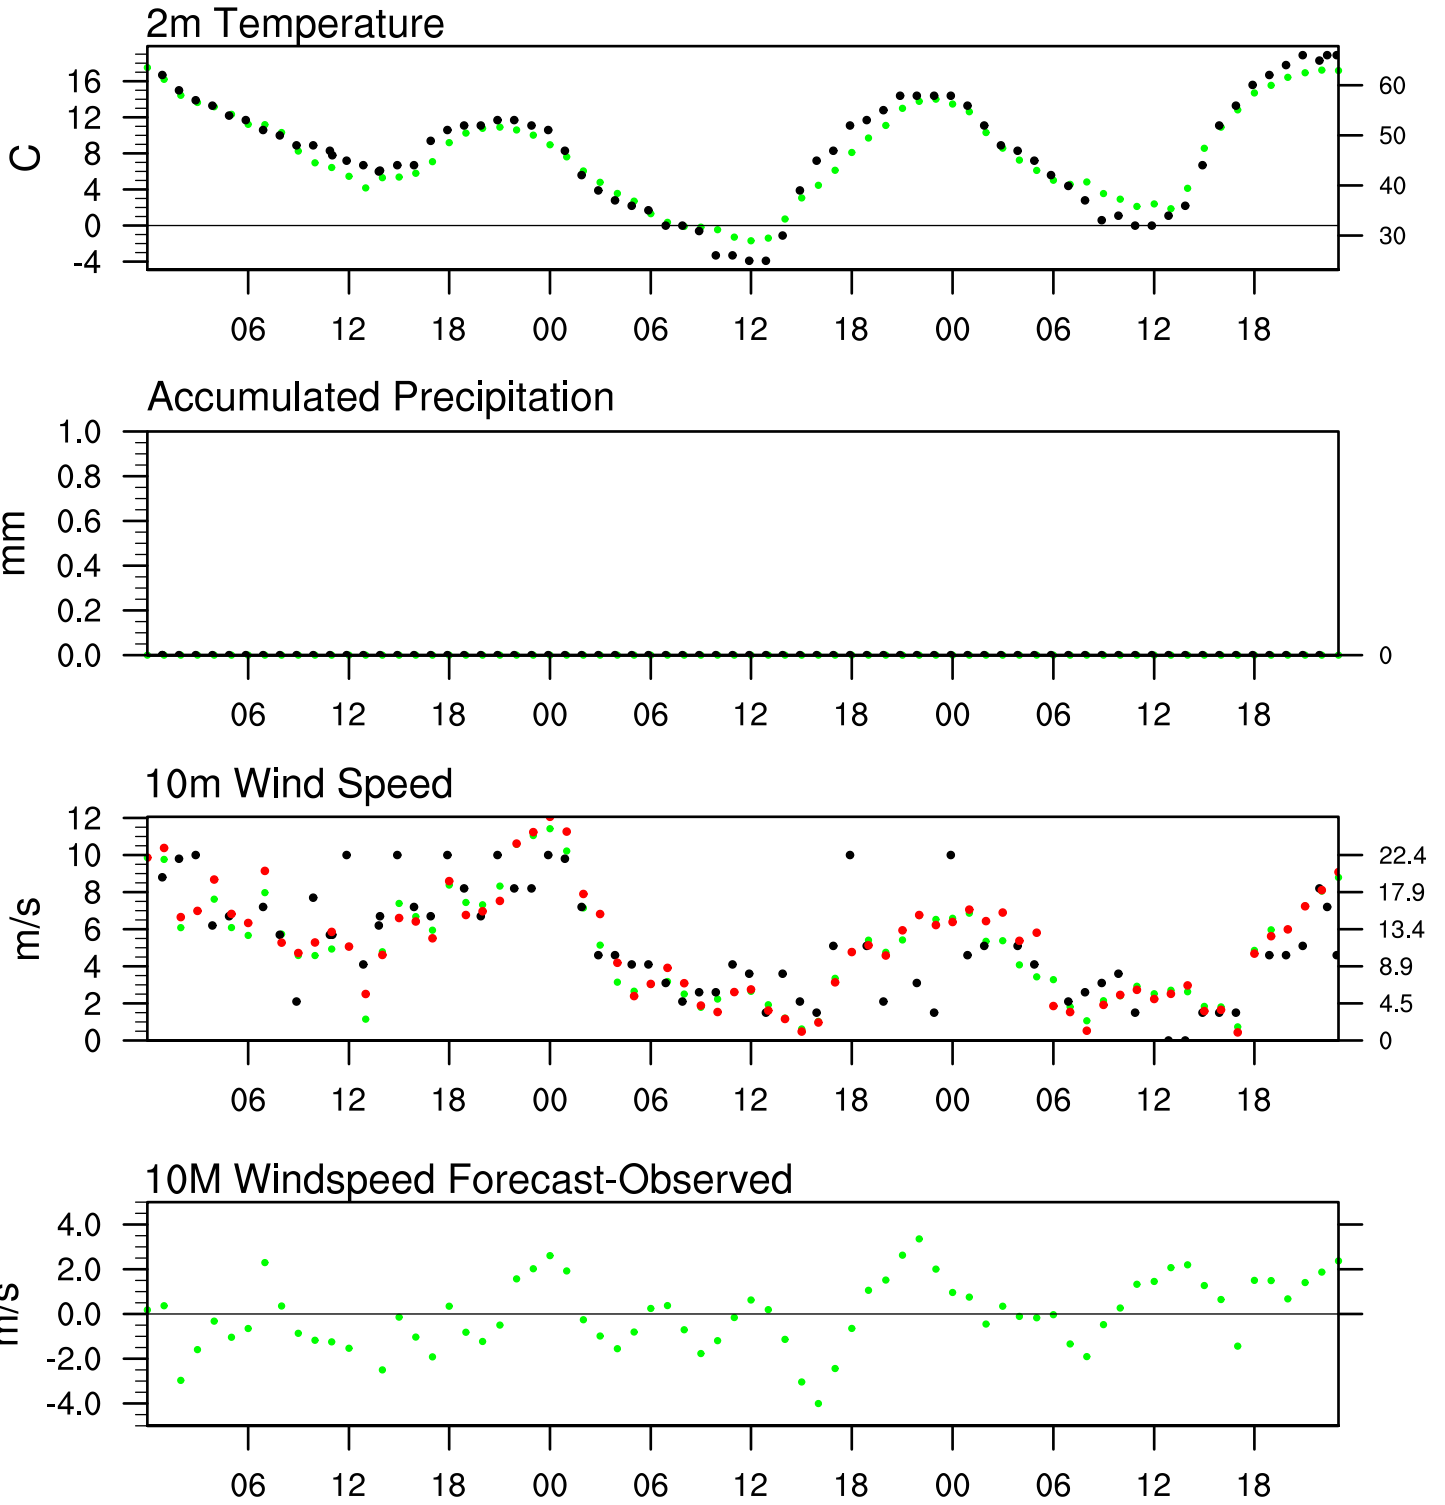 2m Temperature
C
16
12
8
4
0
-4
60
50
40
30
06 12 18 00 06 12 18 00 06 12 18
Accumulated Precipitation
mm
1.0
0.8
0.6
0.4
0.2
0.0
0
06 12 18 00 06 12 18 00 06 12 18
10m Wind Speed
m/s
12
10
8
6
4
2
0
22.4
17.9
13.4
8.9
4.5
0
06 12 18 00 06 12 18 00 06 12 18
10M Windspeed Forecast-Observed
m/s
4.0
2.0
0.0
-2.0
-4.0
06 12 18 00 06 12 18 00 06 12 18